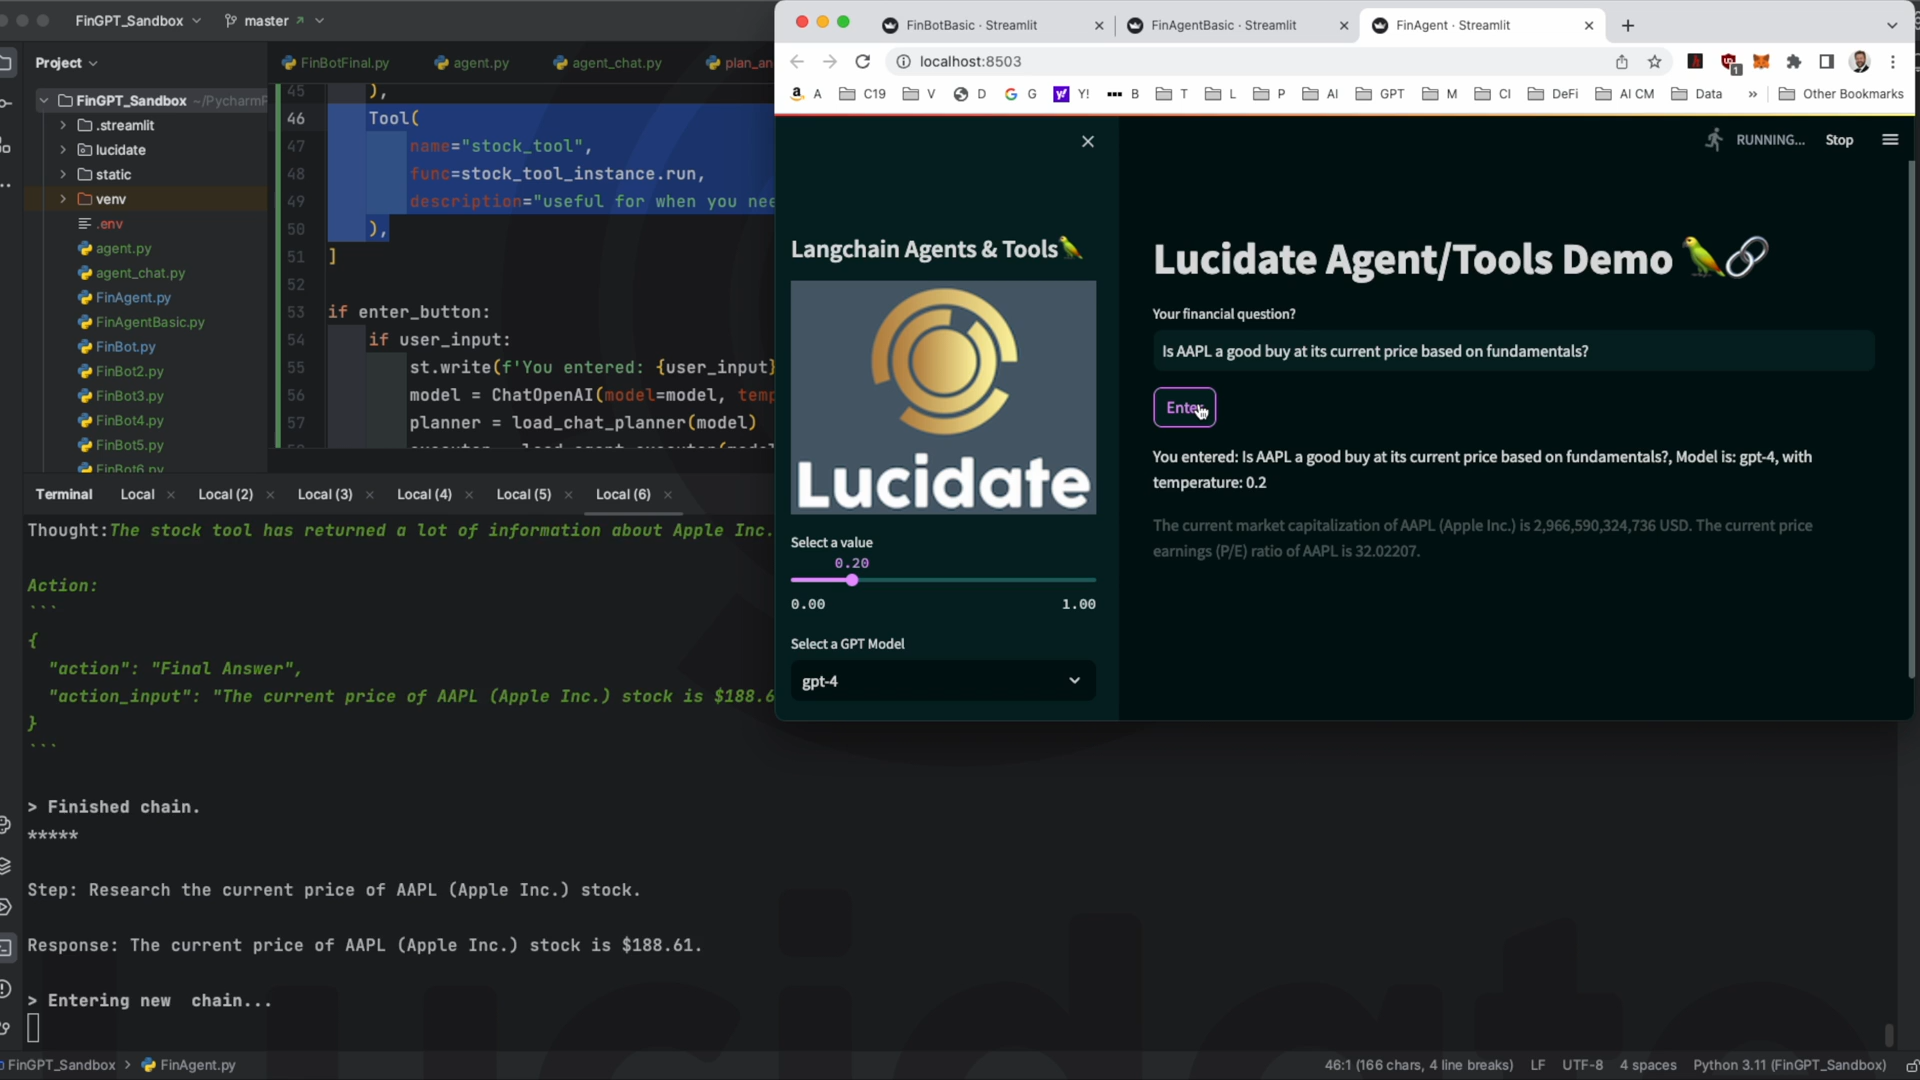 FinGPT_Sandbox
master
Project
FinBotFinal.py
agent.py
agent_chat.py
plan_an
FinGPT_Sandbox ~/PycharmP
.streamlit
lucidate
static
venv
.env
agent.py
agent_chat.py
FinAgent.py
FinAgentBasic.py
FinBot.py
FinBot2.py
FinBot3.py
FinBot4.py
FinBot5.py
FinBot6.py
45 ),
46 Tool(
47 name="stock_tool",
48 func=stock_tool_instance.run,
49 description="useful for when you nee
50 ),
51 ]
52
53 if enter_button:
54 if user_input:
55 st.write(f'You entered: {user_input}
56 model = ChatOpenAI(model=model, temp
57 planner = load_chat_planner(model)
Terminal
Local
Local (2)
Local (3)
Local (4)
Local (5)
Local (6)
Thought:The stock tool has returned a lot of information about Apple Inc.
Action:
```
{
"action": "Final Answer",
"action_input": "The current price of AAPL (Apple Inc.) stock is $188.6
}
```
> Finished chain.
*****
Step: Research the current price of AAPL (Apple Inc.) stock.
Response: The current price of AAPL (Apple Inc.) stock is $188.61.
> Entering new chain...
FinGPT_Sandbox > FinAgent.py
46:1 (166 chars, 4 line breaks) LF UTF-8 4 spaces Python 3.11 (FinGPT_Sandbox)
FinBotBasic · Streamlit
FinAgentBasic · Streamlit
FinAgent · Streamlit
localhost:8503
A C19 V D G Y! B T L P AI GPT M CI DeFi AI CM Data » Other Bookmarks
RUNNING... Stop
Langchain Agents & Tools
Lucidate
Select a value
0.20
0.00 1.00
Select a GPT Model
gpt-4
Lucidate Agent/Tools Demo
Your financial question?
Is AAPL a good buy at its current price based on fundamentals?
Enter
You entered: Is AAPL a good buy at its current price based on fundamentals?, Model is: gpt-4, with
temperature: 0.2
The current market capitalization of AAPL (Apple Inc.) is 2,966,590,324,736 USD. The current price
earnings (P/E) ratio of AAPL is 32.02207.